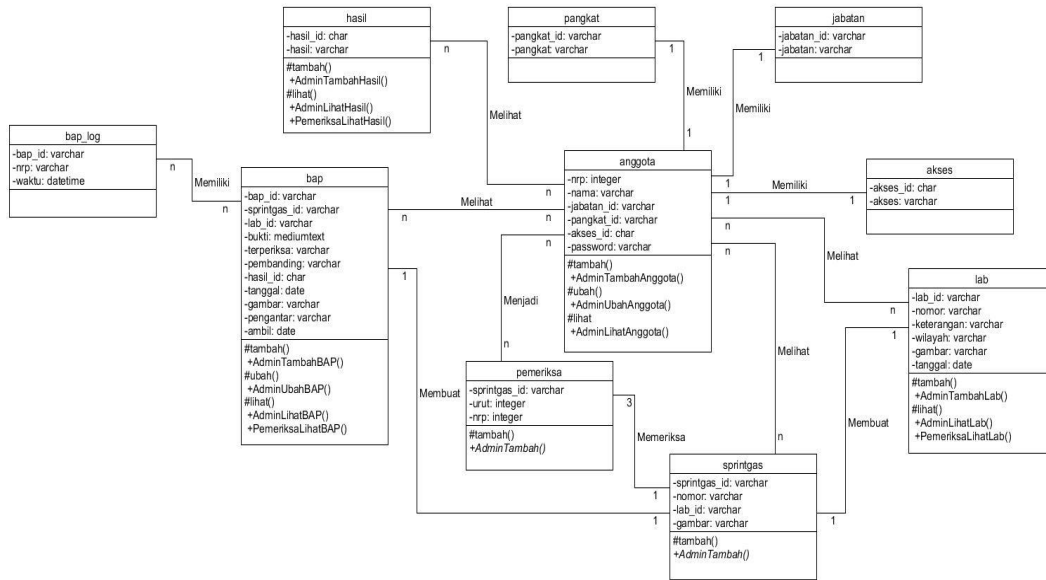 hasil
-hasil_id: char
-hasil: varchar
#tambah()
+AdminTambahHasil()
#lihat()
+AdminLihatHasil()
+PemeriksaLihatHasil()
n
pangkat
-pangkat_id: varchar
-pangkat: varchar
1
Memiliki
1
jabatan
-jabatan_id: varchar
-jabatan: varchar
1
Memiliki
1
Melihat
n
bap_log
-bap_id: varchar
-nrp: varchar
-waktu: datetime
n
Memiliki
n
bap
-bap_id: varchar
-sprintgas_id: varchar
-lab_id: varchar
-bukti: mediumtext
-terperiksa: varchar
-pembanding: varchar
-hasil_id: char
-tanggal: date
-gambar: varchar
-pengantar: varchar
-ambil: date
#tambah()
+AdminTambahBAP()
#ubah()
+AdminUbahBAP()
#lihat()
+AdminLihatBAP()
+PemeriksaLihatBAP()
Melihat
n
n
anggota
-nrp: integer
-nama: varchar
-jabatan_id: varchar
-pangkat_id: varchar
-akses_id: char
-password: varchar
#tambah()
+AdminTambahAnggota()
#ubah()
+AdminUbahAnggota()
#lihat
+AdminLihatAnggota()
Memiliki
1
1
akses
-akses_id: char
-akses: varchar
n
Melihat
n
lab
-lab_id: varchar
-nomor: varchar
-keterangan: varchar
-wilayah: varchar
-gambar: varchar
-tanggal: date
#tambah()
+AdminTambahLab()
#lihat()
+AdminLihatLab()
+PemeriksaLihatLab()
n
Menjadi
n
pemeriksa
-sprintgas_id: varchar
-urut: integer
-nrp: integer
#tambah()
+AdminTambah()
3
Memeriksa
1
n
Melihat
n
1
Membuat
1
1
Membuat
1
sprintgas
-sprintgas_id: varchar
-nomor: varchar
-lab_id: varchar
-gambar: varchar
#tambah()
+AdminTambah()